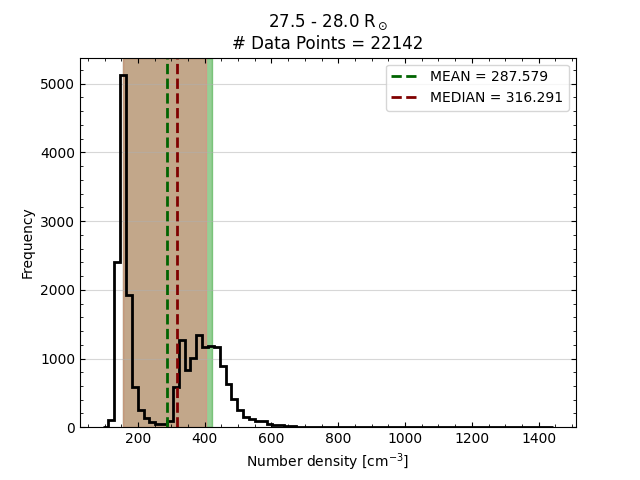 27.5 - 28.0 R⊙
# Data Points = 22142
MEAN = 287.579
MEDIAN = 316.291
5000
4000
3000
2000
1000
0
Frequency
200 400 600 800 1000 1200 1400
Number density [cm⁻³]